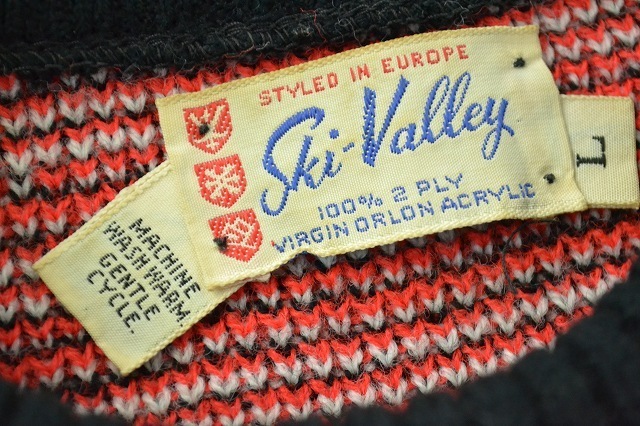 STYLED IN EUROPE
Ski-Valley
100% 2 PLY
VIRGIN ORLON ACRYLIC
L
MACHINE
WASH WARM
GENTLE
CYCLE.